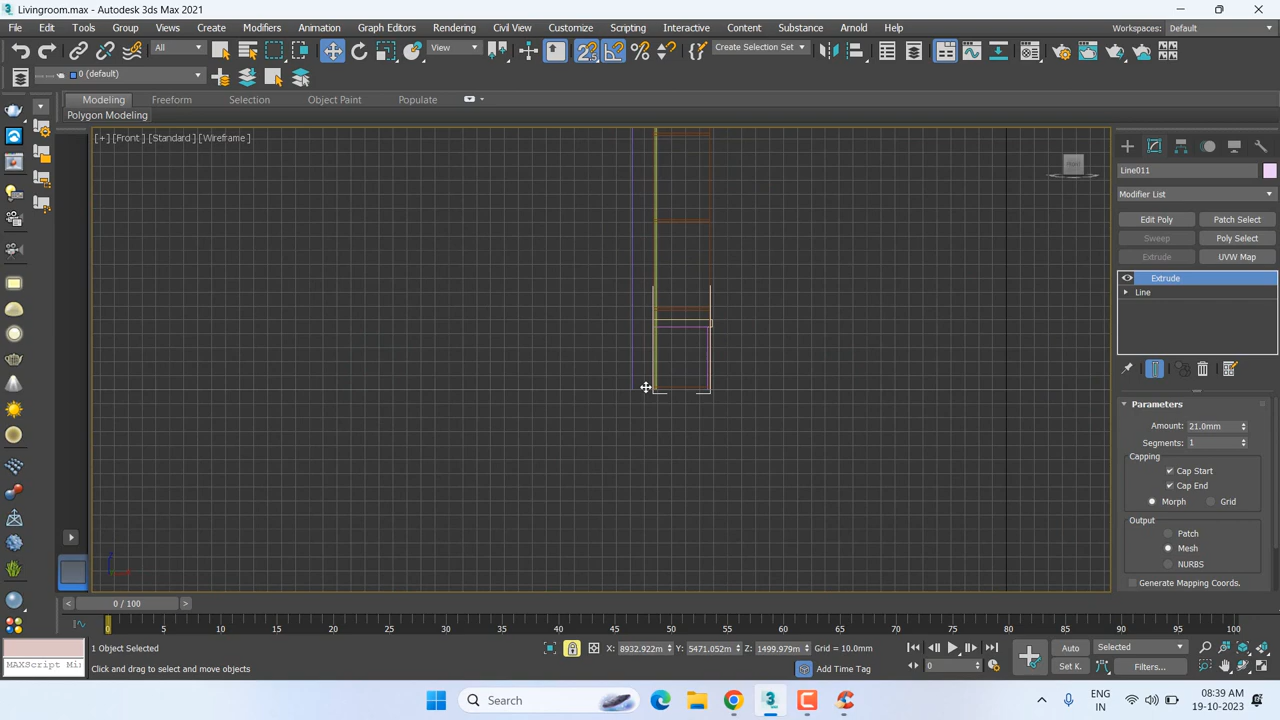 Livingroom.max - Autodesk 3ds Max 2021
File Edit Tools Group Views Create Modifiers Animation Graph Editors Rendering Civil View Customize Scripting Interactive Content Substance Arnold Help Workspaces: Default
All View Create Selection Set
0 (default)
Modeling Freeform Selection Object Paint Populate
Polygon Modeling
[+] [Front ] [Standard ] [Wireframe ]
FRONT
Line011
Modifier List
Edit Poly Patch Select
Sweep Poly Select
Extrude UVW Map
Extrude
Line
Parameters
Amount: 21.0mm
Segments: 1
Capping
Cap Start
Cap End
Morph Grid
Output
Patch
Mesh
NURBS
Generate Mapping Coords.
< 0 / 100 >
0 5 10 15 20 25 30 35 40 45 50 55 60 65 70 75 80 85 90 95 100
1 Object Selected X: 8932.922m Y: 5471.052m Z: 1499.979m Grid = 10.0mm Auto Selected
MAXScript Mi Click and drag to select and move objects Add Time Tag 0 Set K. Filters...
Search ENG IN 08:39 AM 19-10-2023